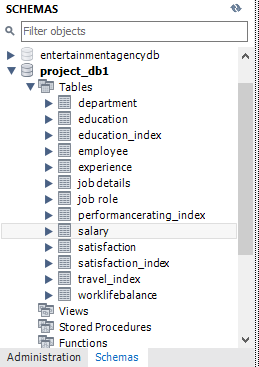 SCHEMAS
Filter objects
entertainmentagencydb
project_db1
Tables
department
education
education_index
employee
experience
job details
job role
performancerating_index
salary
satisfaction
satisfaction_index
travel_index
worklifebalance
Views
Stored Procedures
Functions
Administration Schemas